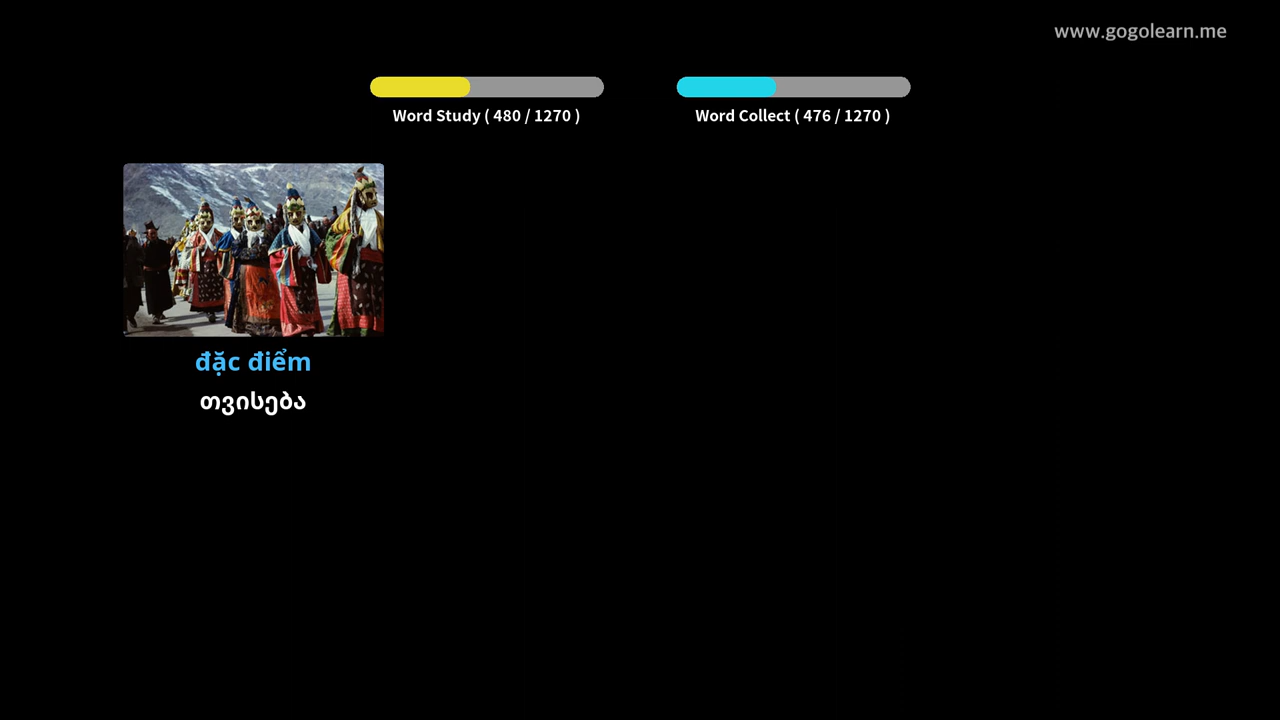 www.gogolearn.me
Word Study ( 480 / 1270 )
Word Collect ( 476 / 1270 )
đặc điểm
თვისება